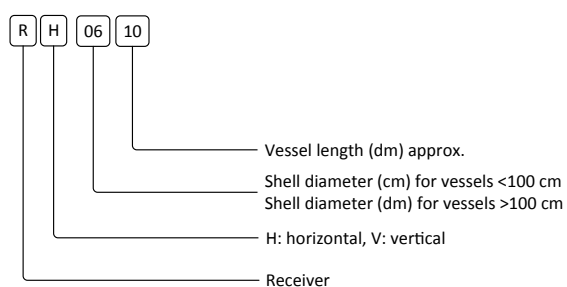 R H 06 10
Vessel length (dm) approx.
Shell diameter (cm) for vessels <100 cm
Shell diameter (dm) for vessels >100 cm
H: horizontal, V: vertical
Receiver